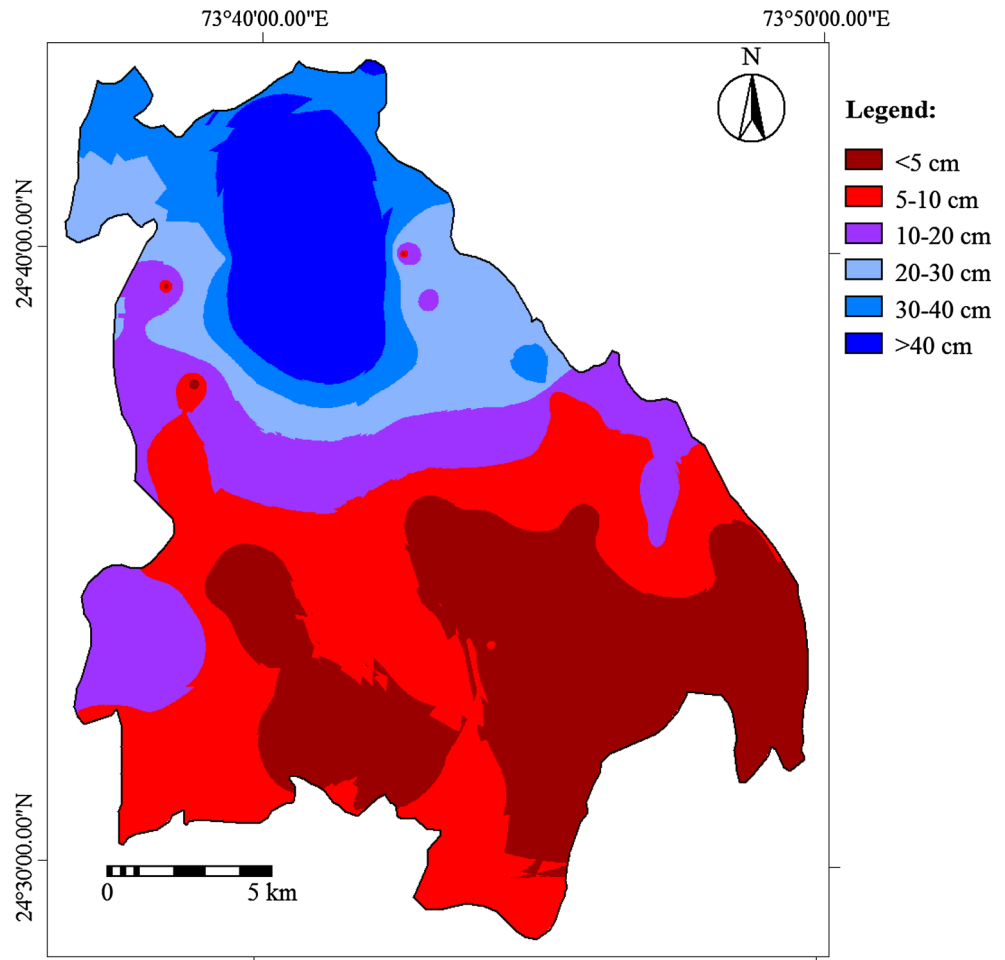 73°40'00.00"E 73°50'00.00"E
N
Legend:
<5 cm
5-10 cm
10-20 cm
20-30 cm
30-40 cm
>40 cm
24°40'00.00"N
24°30'00.00"N
0 5 km